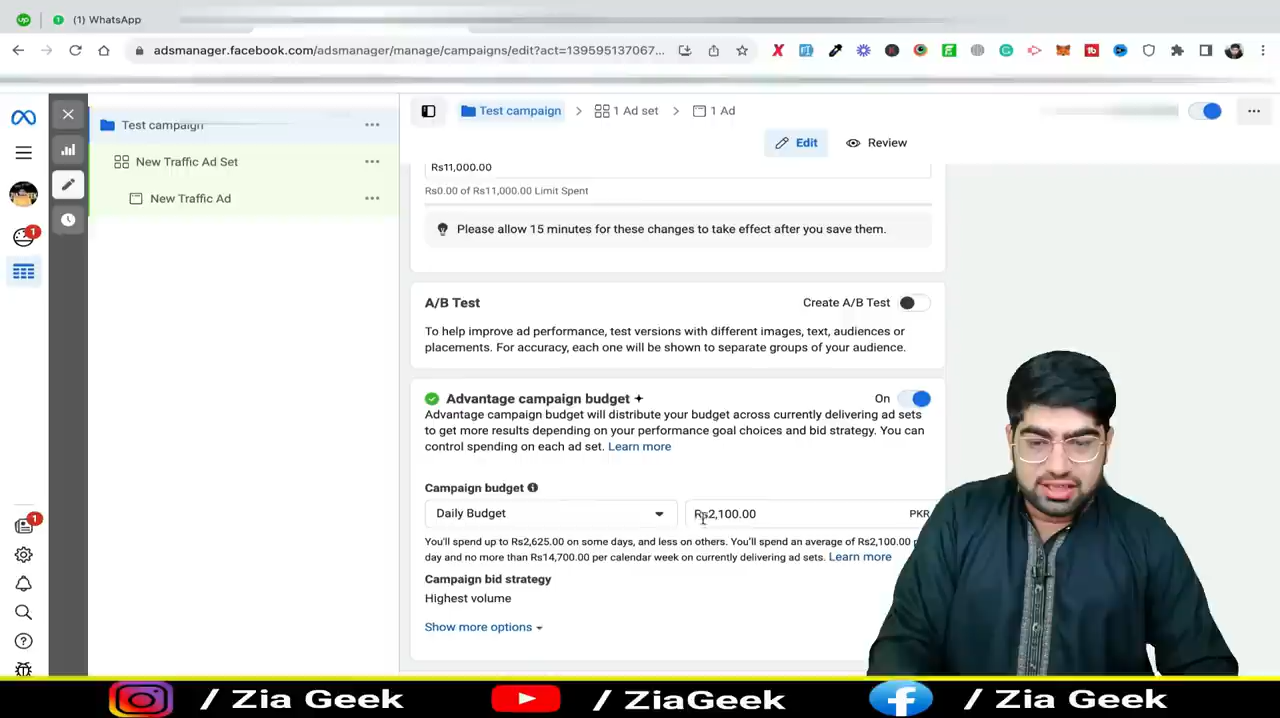 (1) WhatsApp
adsmanager.facebook.com/adsmanager/manage/campaigns/edit?act=139595137067...
Test campaign
1 Ad set
1 Ad
Test campaign
Edit
Review
New Traffic Ad Set
New Traffic Ad
Rs11,000.00
Rs0.00 of Rs11,000.00 Limit Spent
Please allow 15 minutes for these changes to take effect after you save them.
A/B Test
Create A/B Test
To help improve ad performance, test versions with different images, text, audiences or
placements. For accuracy, each one will be shown to separate groups of your audience.
Advantage campaign budget
On
Advantage campaign budget will distribute your budget across currently delivering ad sets
to get more results depending on your performance goal choices and bid strategy. You can
control spending on each ad set. Learn more
Campaign budget
Daily Budget
Rs2,100.00
PKR
You'll spend up to Rs2,625.00 on some days, and less on others. You'll spend an average of Rs2,100.00
day and no more than Rs14,700.00 per calendar week on currently delivering ad sets. Learn more
Campaign bid strategy
Highest volume
Show more options
/ Zia Geek
/ ZiaGeek
/ Zia Geek